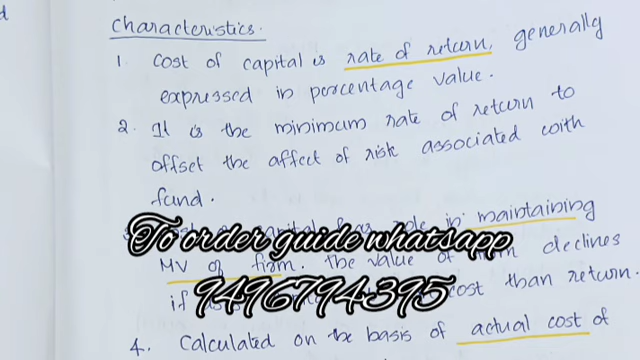 Characteristics.
1. Cost of capital is rate of return, generally
expressed in percentage value.
2. It is the minimum rate of return to
offset the affect of risk associated with
fund.
3. role in maintaining
To order guide whatsapp
MV of firm. The value of declines
9496794395
if cost than return.
4. Calculated on the basis of actual cost of